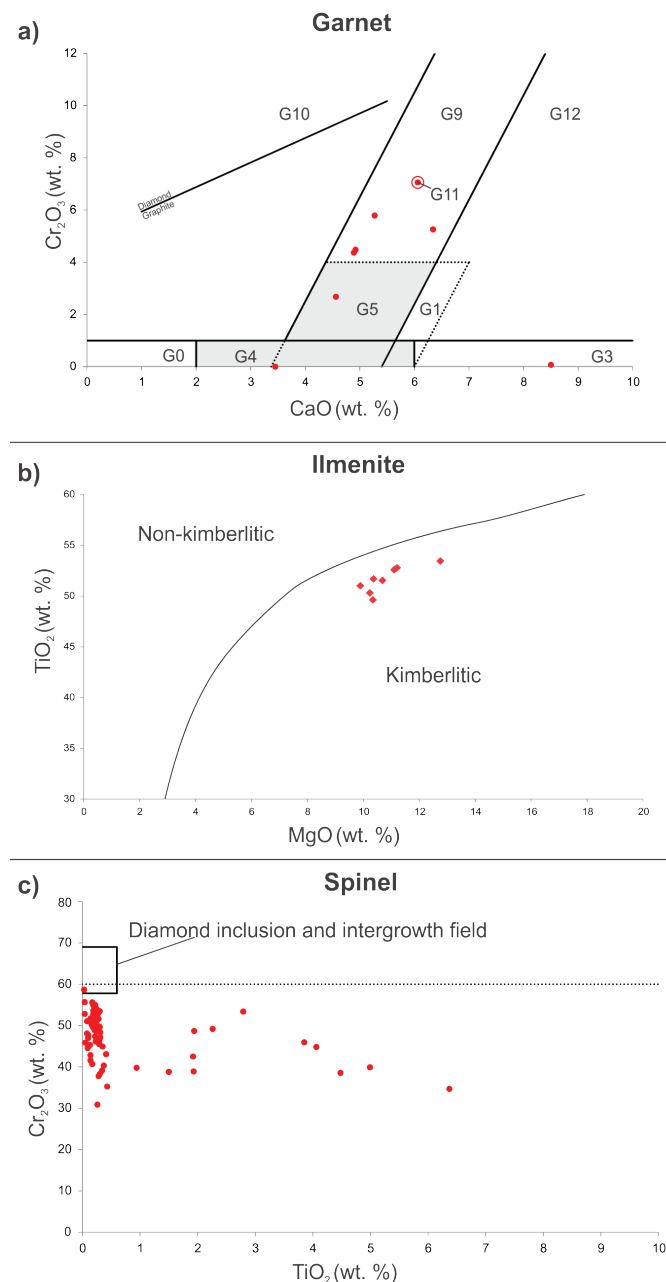 a)
Garnet
12
10
8
6
4
2
0
Cr₂O₃ (wt. %)
G10
G9
G12
Diamond
Graphite
G11
G5
G1
G0
G4
G3
0 1 2 3 4 5 6 7 8 9 10
CaO (wt. %)
b)
Ilmenite
60
55
50
45
40
35
30
TiO₂ (wt. %)
Non-kimberlitic
Kimberlitic
0 2 4 6 8 10 12 14 16 18 20
MgO (wt. %)
c)
Spinel
80
70
60
50
40
30
20
10
0
Cr₂O₃ (wt. %)
Diamond inclusion and intergrowth field
0 1 2 3 4 5 6 7 8 9 10
TiO₂ (wt. %)